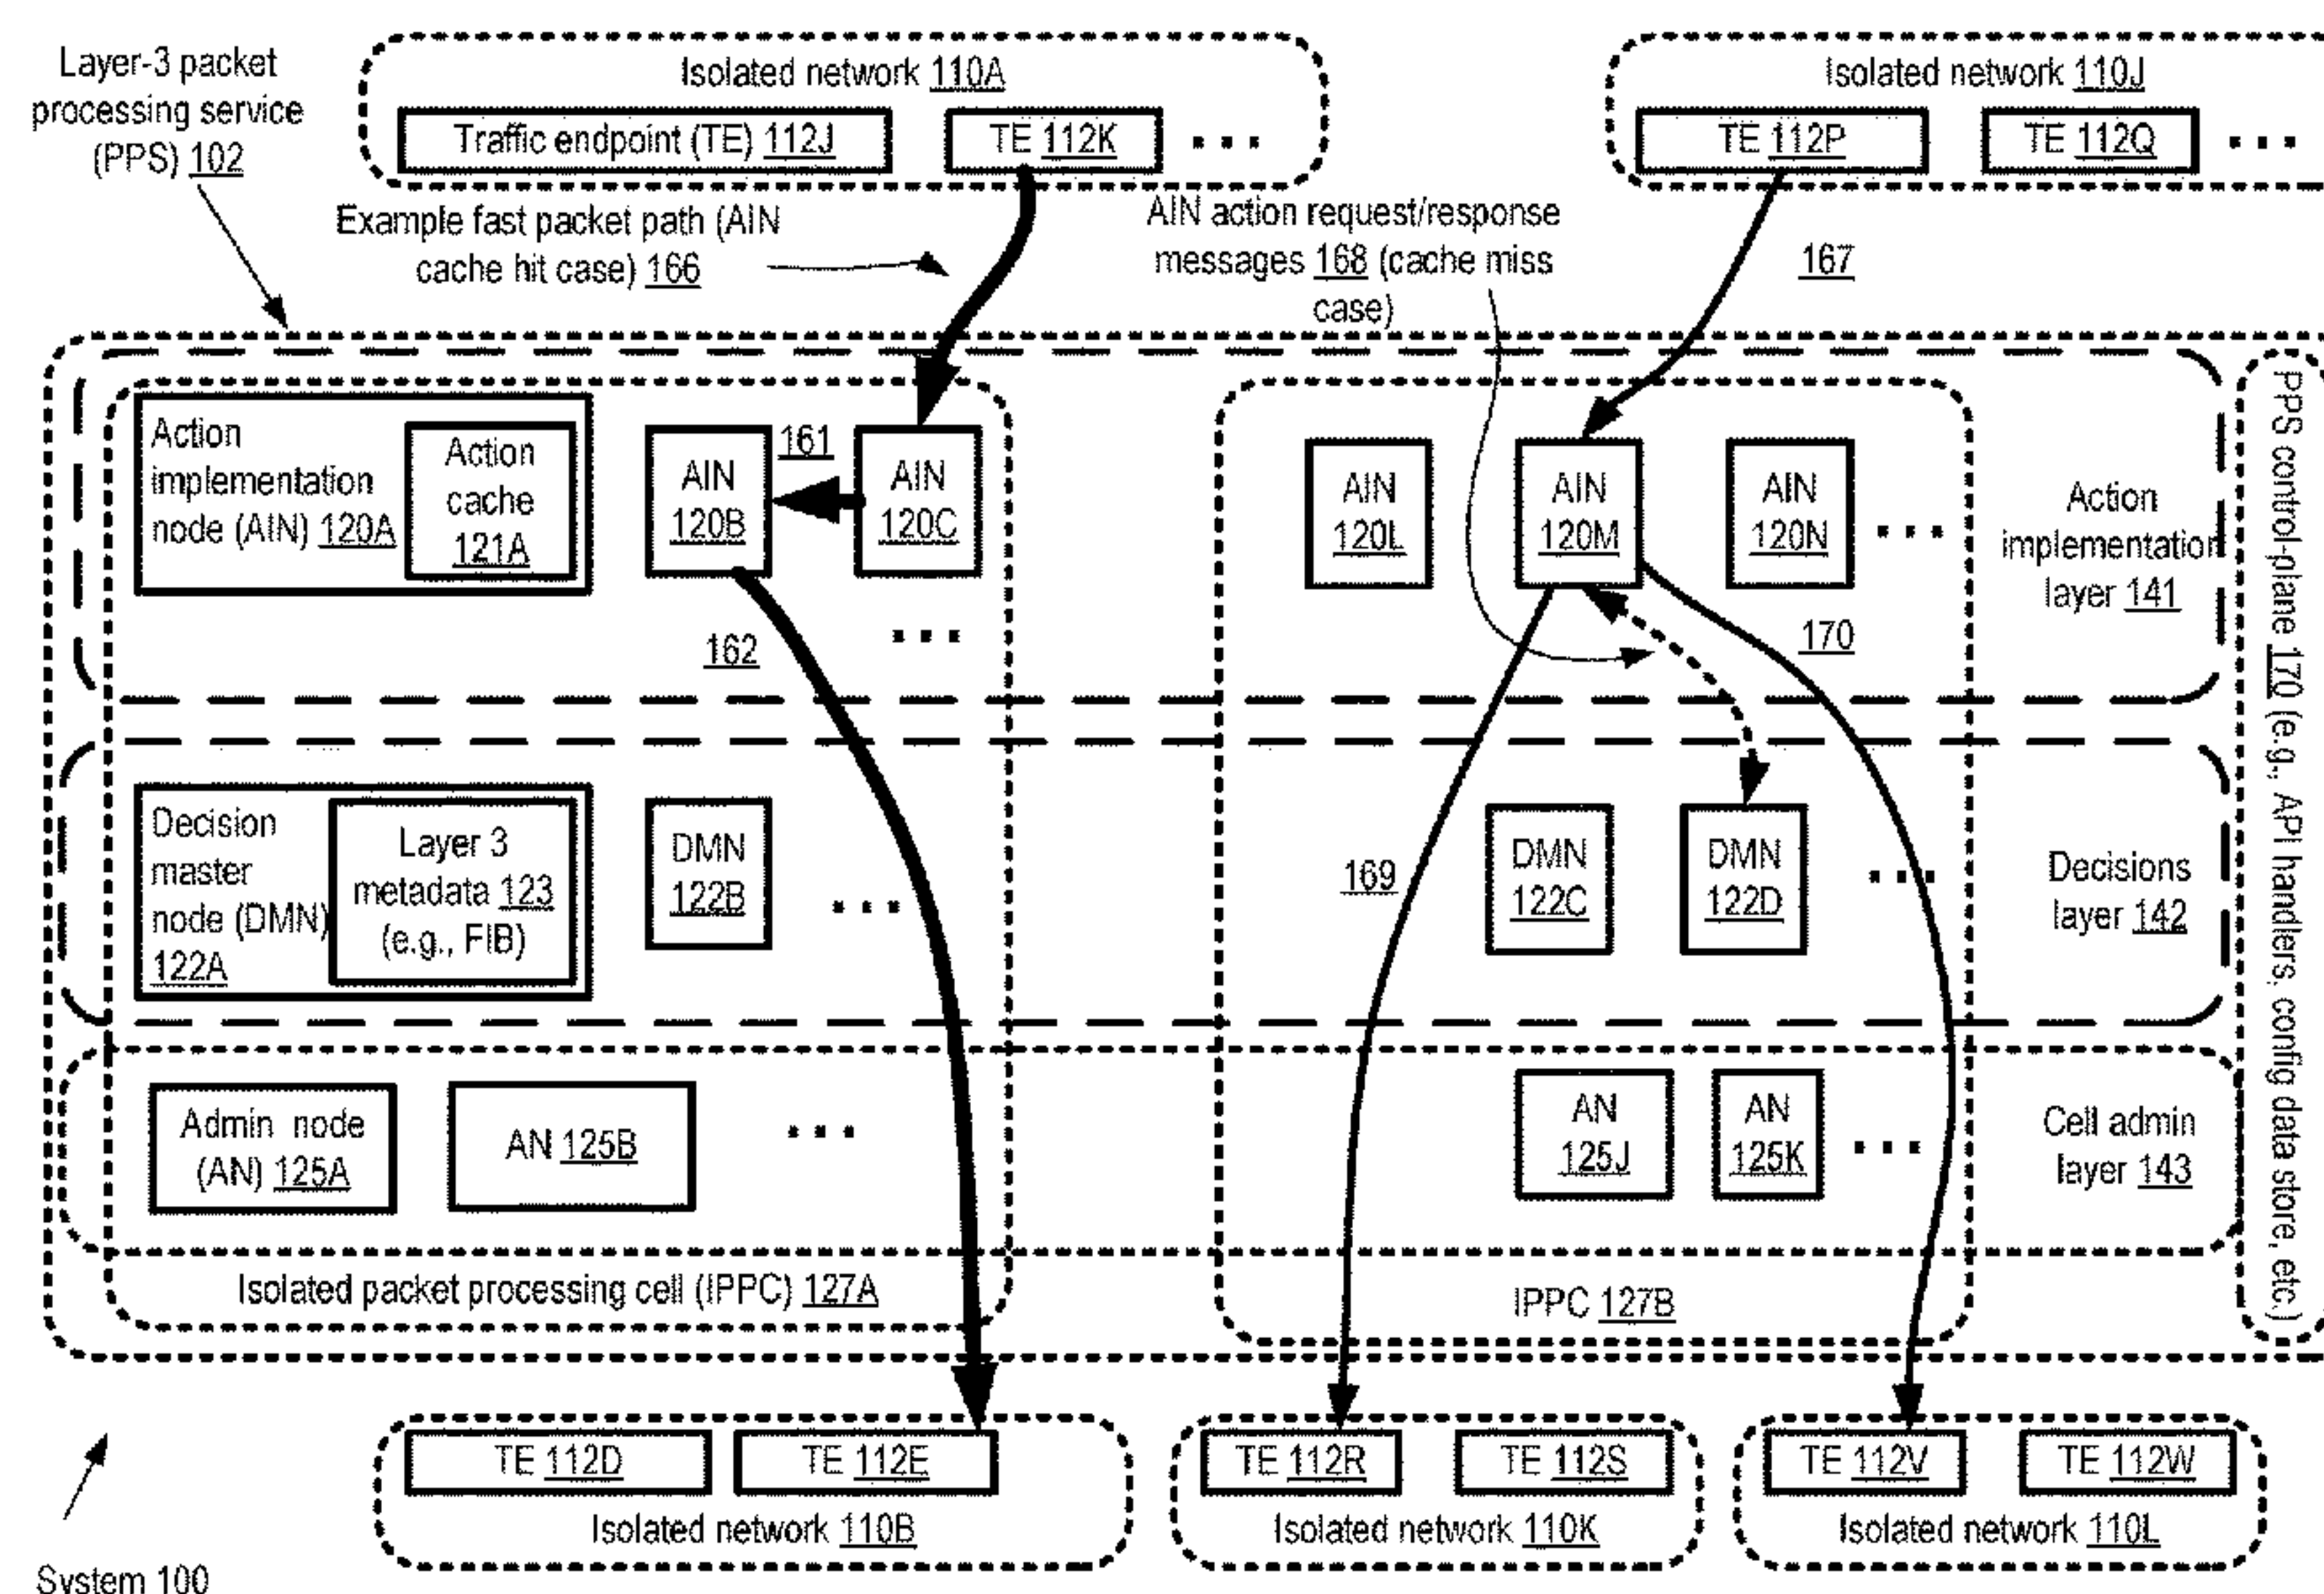 Layer-3 packet
processing service
(PPS) 102
Isolated network 110A
Traffic endpoint (TE) 112J
TE 112K
...
Isolated network 110J
TE 112P
TE 112Q
...
Example fast packet path (AIN
cache hit case) 166
AIN action request/response
messages 168 (cache miss
case)
167
Action
implementation
node (AIN) 120A
Action
cache
121A
AIN
120B
161
AIN
120C
...
162
AIN
120L
AIN
120M
AIN
120N
...
170
Action
implementation
layer 141
PPS control-plane 170 (e.g., API handlers, config data store, etc.)
Decision
master
node (DMN)
122A
Layer 3
metadata 123
(e.g., FIB)
DMN
122B
...
169
DMN
122C
DMN
122D
...
Decisions
layer 142
Admin node
(AN) 125A
AN 125B
...
AN
125J
AN
125K
...
Cell admin
layer 143
Isolated packet processing cell (IPPC) 127A
IPPC 127B
TE 112D
TE 112E
Isolated network 110B
TE 112R
TE 112S
Isolated network 110K
TE 112V
TE 112W
Isolated network 110L
System 100